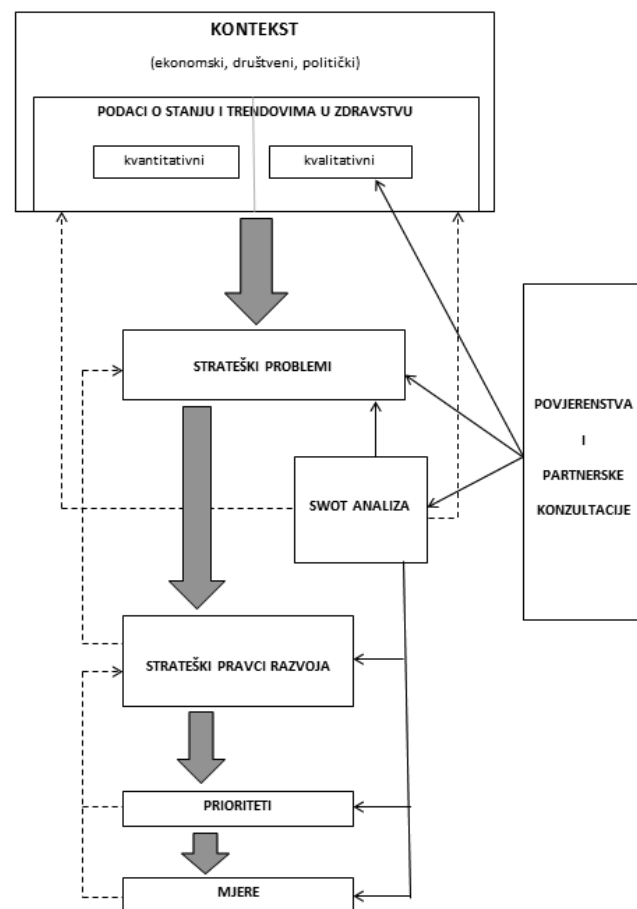 KONTEKST
(ekonomski, društveni, politički)
PODACI O STANJU I TRENDOVIMA U ZDRAVSTVU
kvantitativni
kvalitativni
STRATEŠKI PROBLEMI
POVJERENSTVA
I
PARTNERSKE
KONZULTACIJE
SWOT ANALIZA
STRATEŠKI PRAVCI RAZVOJA
PRIORITETI
MJERE